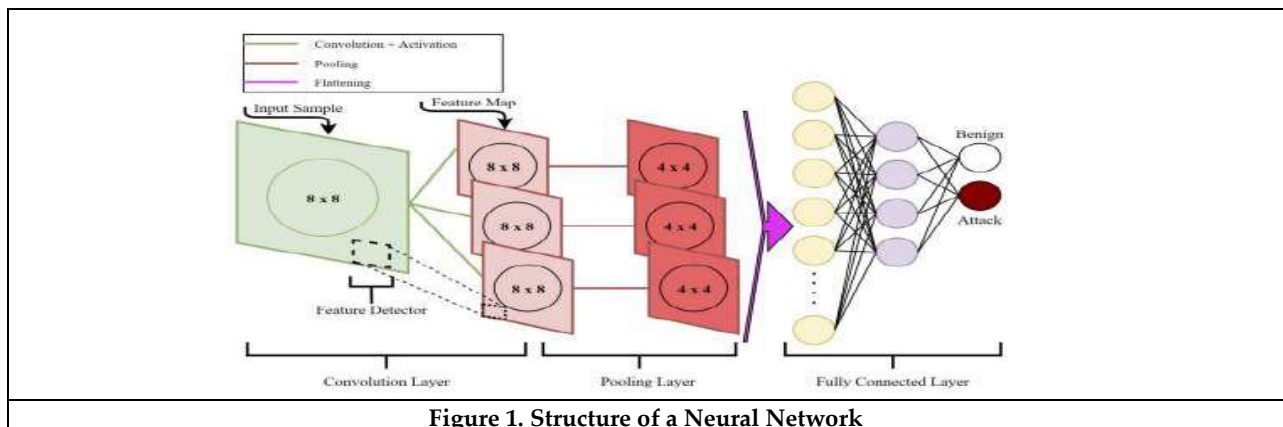 Convolution + Activation
Pooling
Flattening
Input Sample
Feature Map
8 x 8
8 x 8
8 x 8
8 x 8
4 x 4
4 x 4
4 x 4
Benign
Attack
Feature Detector
Convolution Layer
Pooling Layer
Fully Connected Layer
Figure 1. Structure of a Neural Network